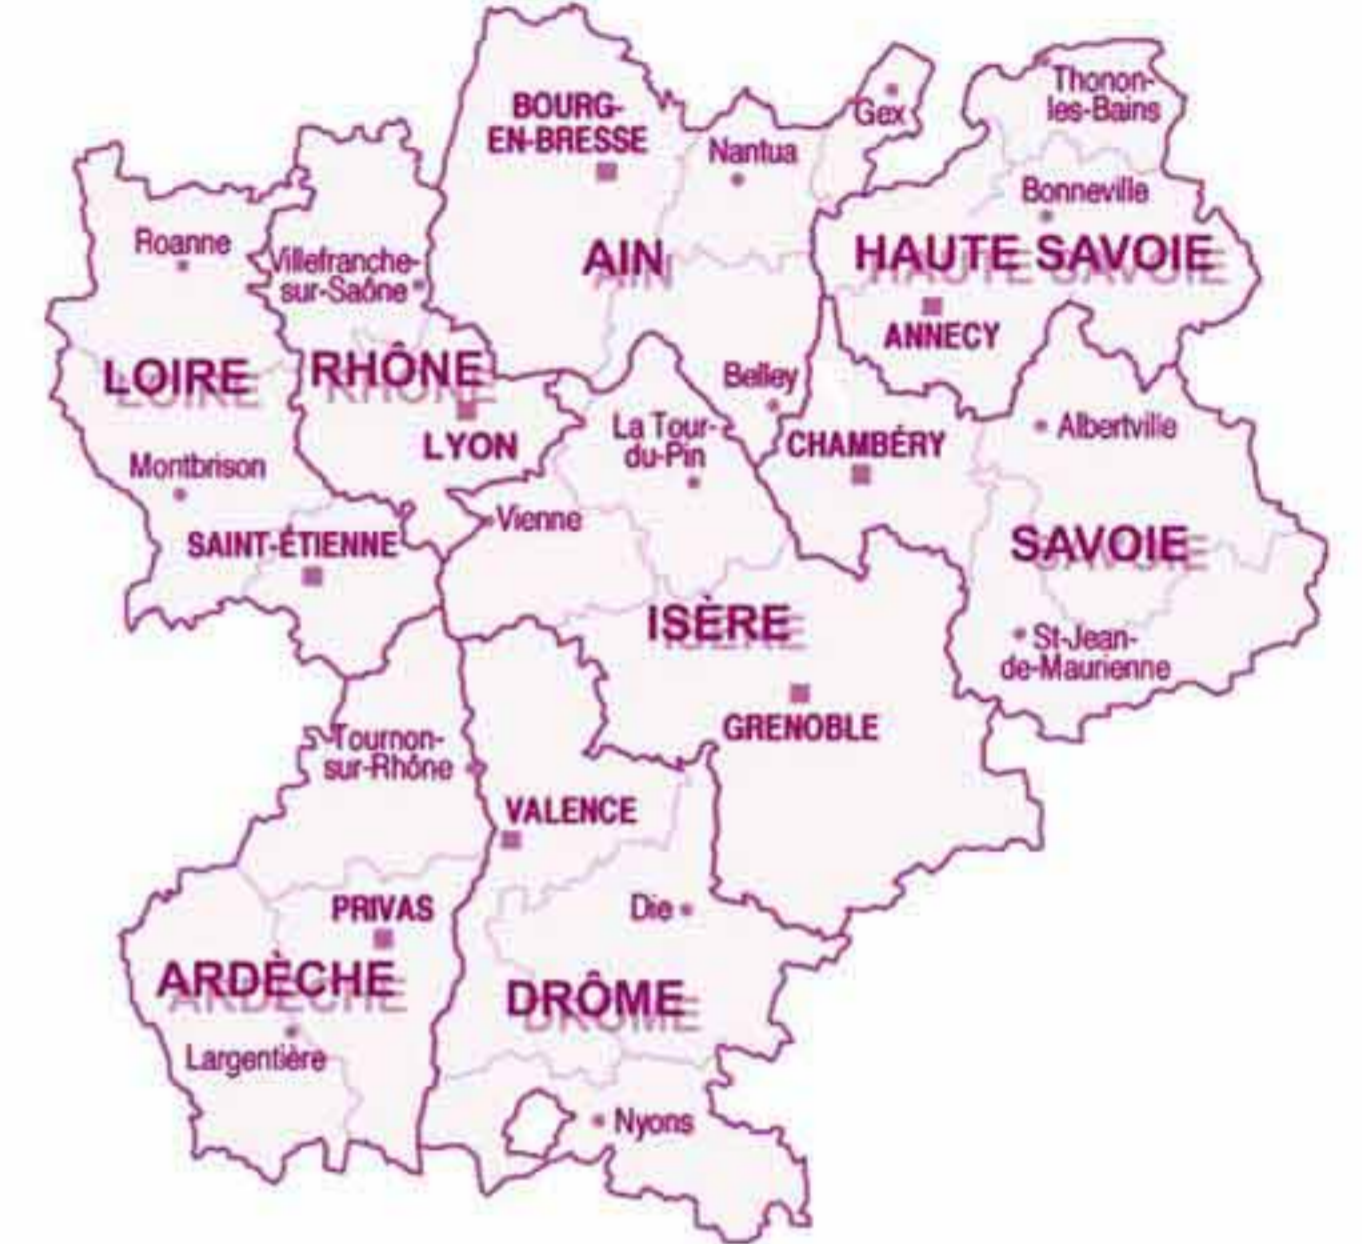 Thonon-
les-Bains
BOURG-
EN-BRESSE
Gex
Nantua
Bonneville
Roanne
Villefranche-
sur-Saône
AIN
HAUTE SAVOIE
ANNECY
LOIRE
RHÔNE
Belley
LYON
La Tour-
du-Pin
CHAMBÉRY
Albertville
Montbrison
Vienne
SAINT-ÉTIENNE
SAVOIE
ISÈRE
St-Jean-
de-Maurienne
GRENOBLE
Tournon-
sur-Rhône
VALENCE
PRIVAS
Die
ARDÈCHE
DRÔME
Largentière
Nyons